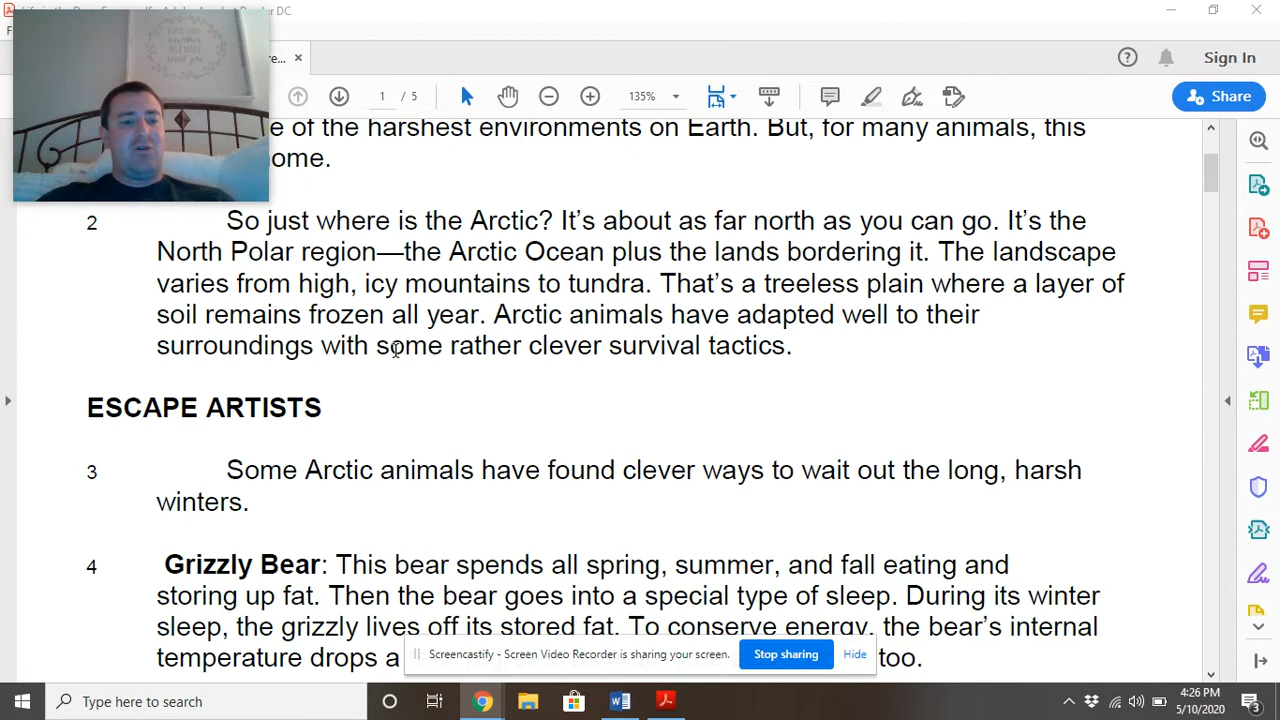 Reader DC
re...
1 / 5
135%
Sign In
Share
e of the harshest environments on Earth. But, for many animals, this
ome.
2 So just where is the Arctic? It's about as far north as you can go. It's the
North Polar region—the Arctic Ocean plus the lands bordering it. The landscape
varies from high, icy mountains to tundra. That's a treeless plain where a layer of
soil remains frozen all year. Arctic animals have adapted well to their
surroundings with some rather clever survival tactics.
ESCAPE ARTISTS
3 Some Arctic animals have found clever ways to wait out the long, harsh
winters.
4 Grizzly Bear: This bear spends all spring, summer, and fall eating and
storing up fat. Then the bear goes into a special type of sleep. During its winter
sleep, the grizzly lives off its stored fat. To conserve energy, the bear's internal
temperature drops a too.
Screencastify - Screen Video Recorder is sharing your screen.
Stop sharing
Hide
Type here to search
4:26 PM
5/10/2020
3